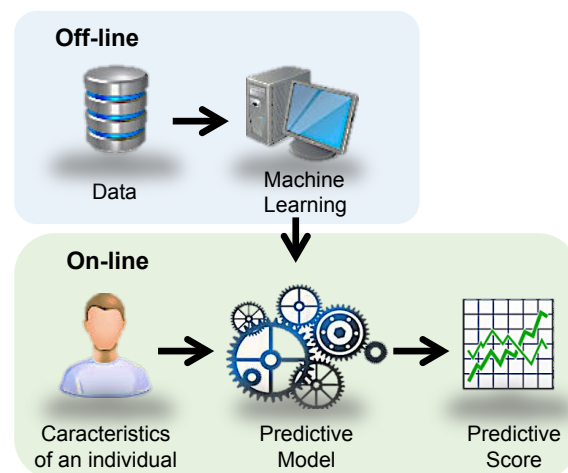 Off-line
Data
Machine
Learning
On-line
Caracteristics
of an individual
Predictive
Model
Predictive
Score